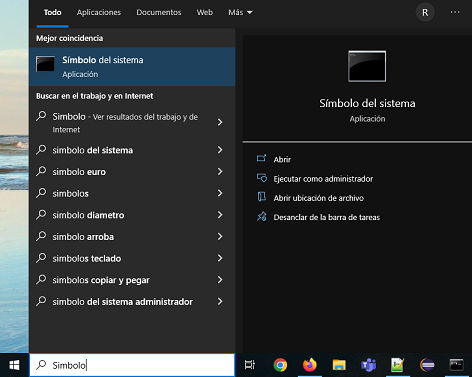 Todo Aplicaciones Documentos Web Más R ...
Mejor coincidencia
Símbolo del sistema
Aplicación
Buscar en el trabajo y en Internet
Simbolo - Ver resultados del trabajo y de
Internet
simbolo del sistema
simbolo euro
simbolos
simbolo diametro
simbolo arroba
simbolos teclado
simbolos copiar y pegar
simbolo del sistema administrador
Símbolo del sistema
Aplicación
Abrir
Ejecutar como administrador
Abrir ubicación de archivo
Desanclar de la barra de tareas
Simbolo